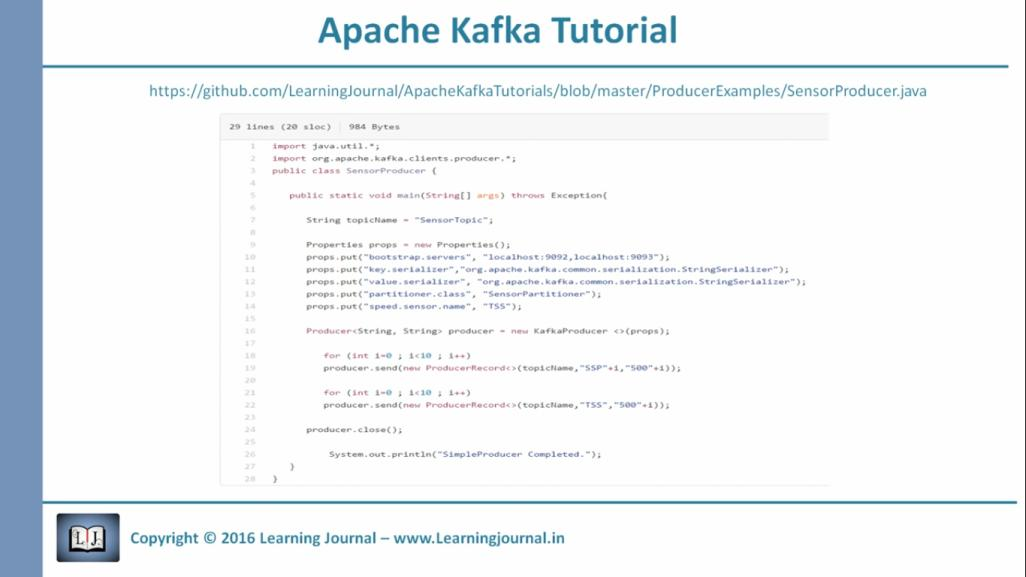 Apache Kafka Tutorial
https://github.com/LearningJournal/ApacheKafkaTutorials/blob/master/ProducerExamples/SensorProducer.java
29 lines (20 sloc) | 984 Bytes
1 import java.util.*;
2 import org.apache.kafka.clients.producer.*;
3 public class SensorProducer {
4
5 public static void main(String[] args) throws Exception{
6
7 String topicName = "SensorTopic";
8
9 Properties props = new Properties();
10 props.put("bootstrap.servers", "localhost:9092,localhost:9093");
11 props.put("key.serializer","org.apache.kafka.common.serialization.StringSerializer");
12 props.put("value.serializer", "org.apache.kafka.common.serialization.StringSerializer");
13 props.put("partitioner.class", "SensorPartitioner");
14 props.put("speed.sensor.name", "TSS");
15
16 Producer<String, String> producer = new KafkaProducer <>(props);
17
18 for (int i=0 ; i<10 ; i++)
19 producer.send(new ProducerRecord<>(topicName,"SSP"+i,"500"+i));
20
21 for (int i=0 ; i<10 ; i++)
22 producer.send(new ProducerRecord<>(topicName,"TSS","500"+i));
23
24 producer.close();
25
26 System.out.println("SimpleProducer Completed.");
27 }
28 }
LJ
Copyright © 2016 Learning Journal – www.Learningjournal.in